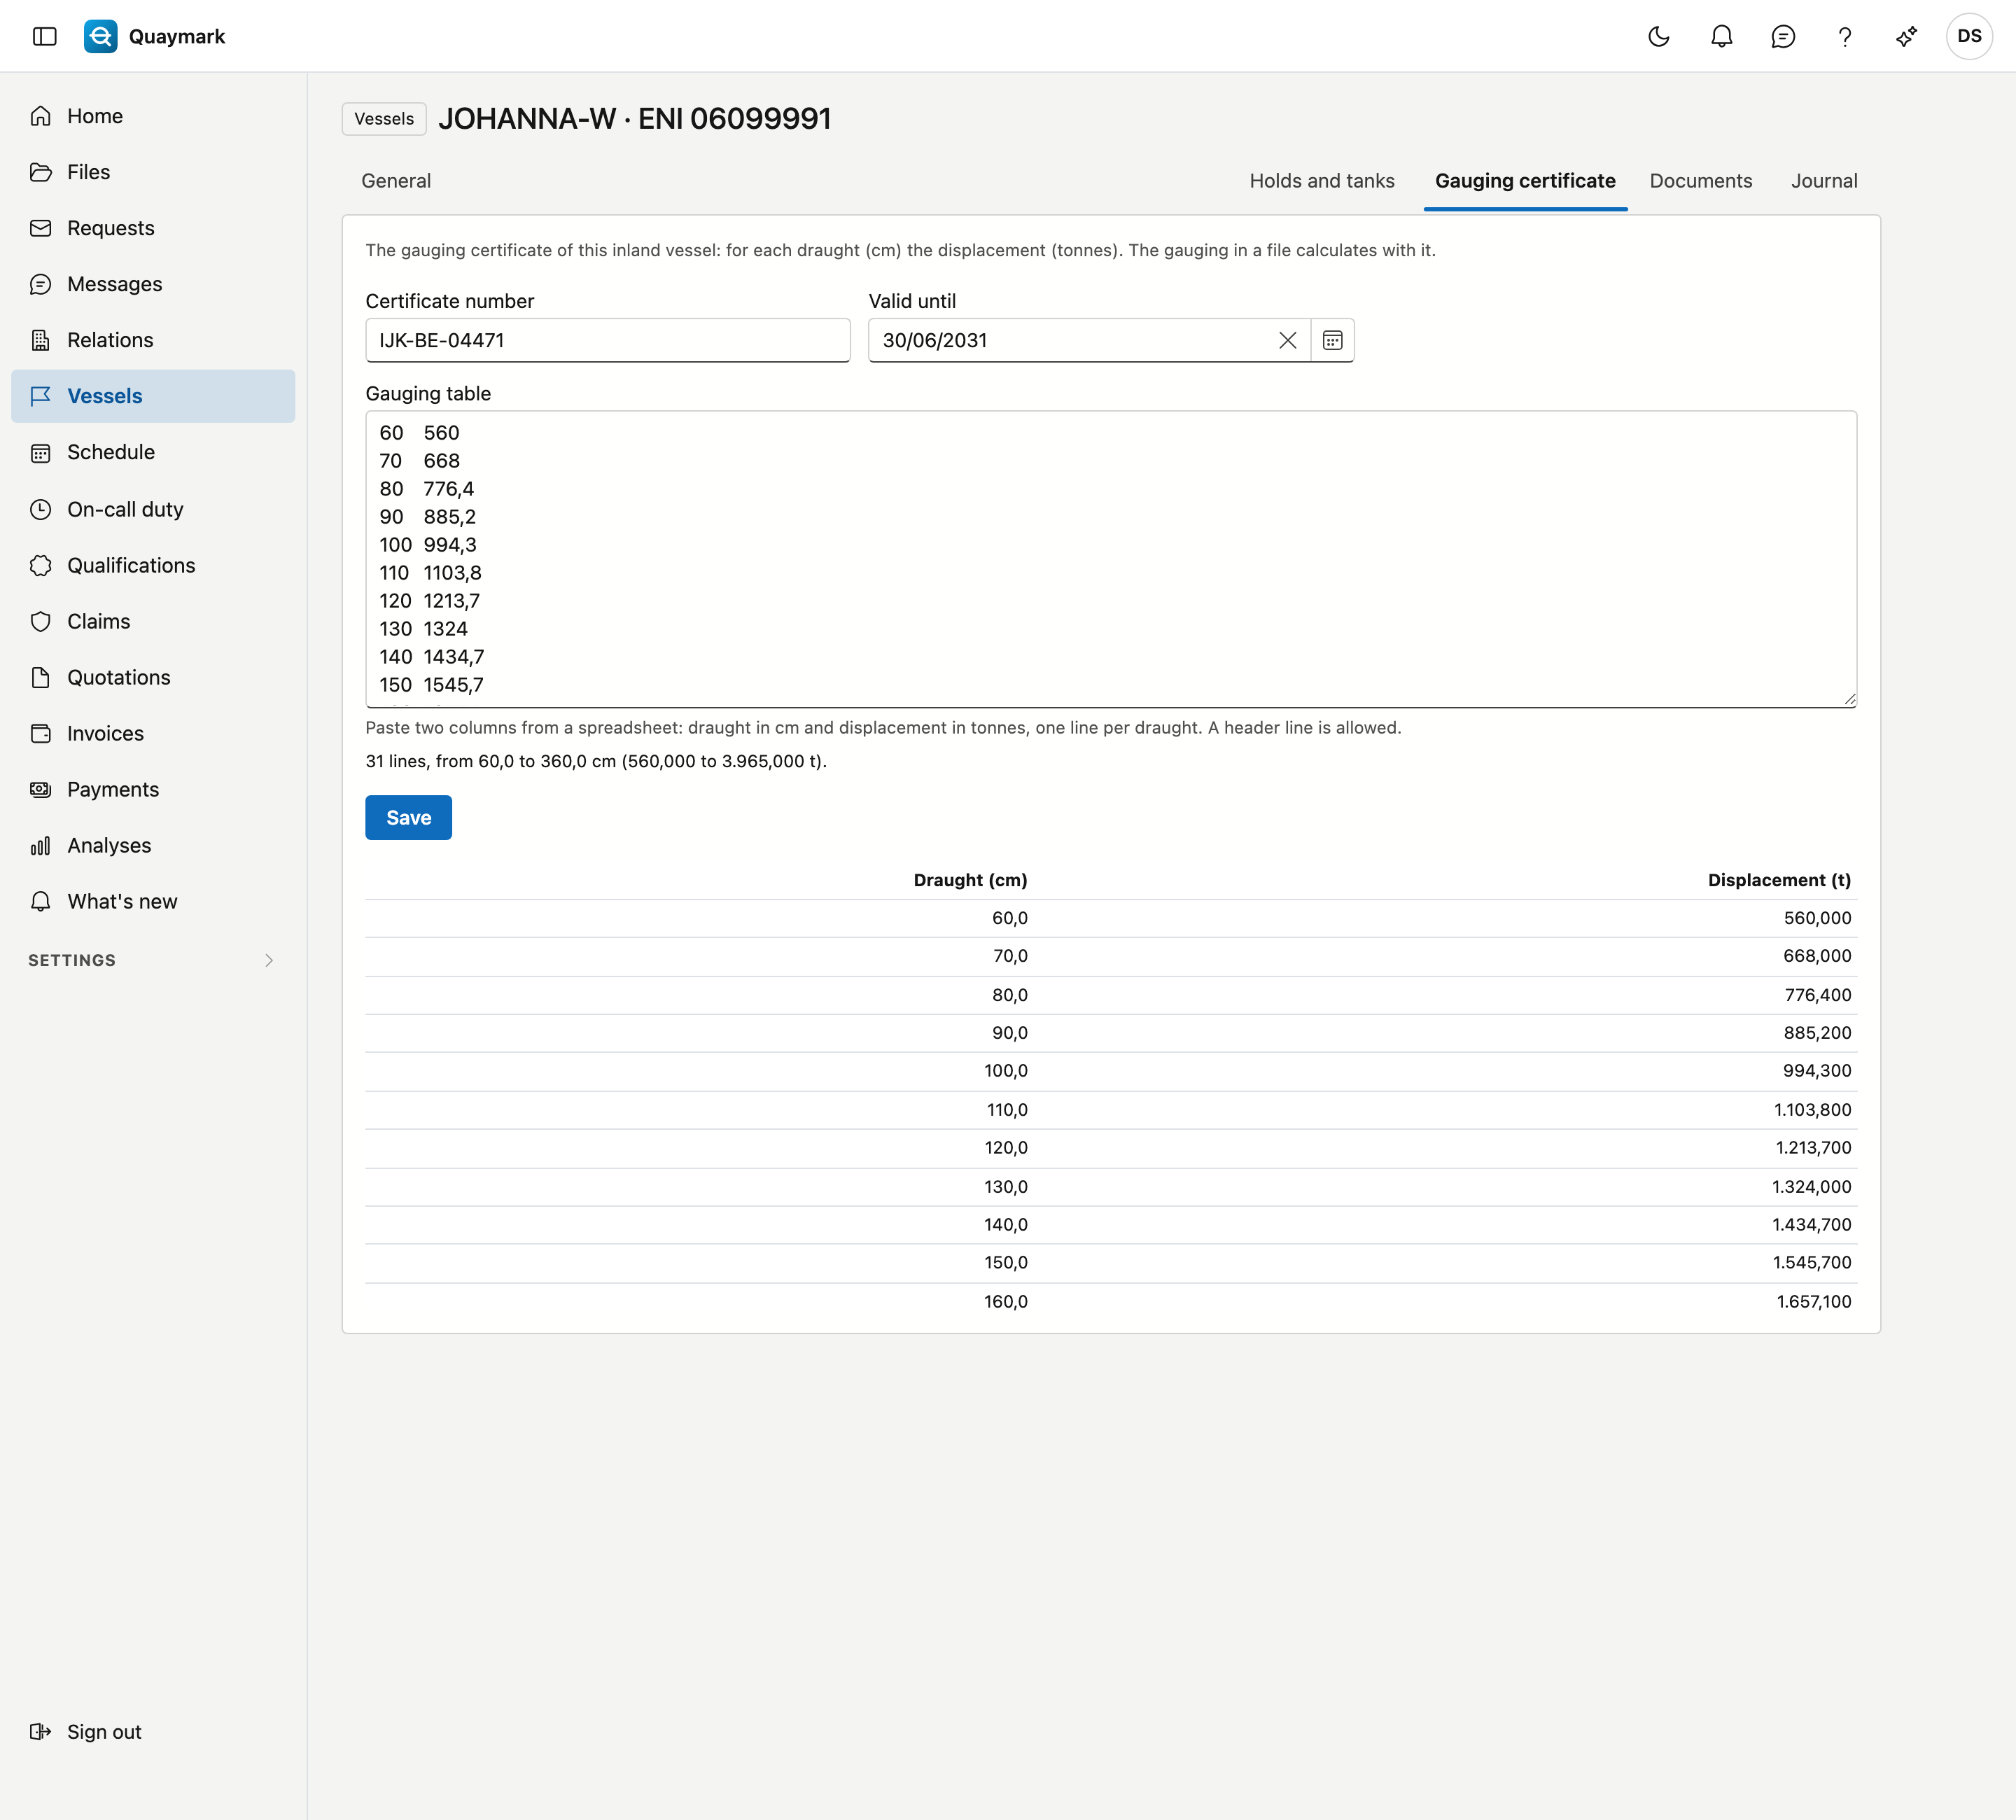 Quaymark
DS
Home
Files
Requests
Messages
Relations
Vessels
Schedule
On-call duty
Qualifications
Claims
Quotations
Invoices
Payments
Analyses
What's new
SETTINGS
Sign out
Vessels JOHANNA-W · ENI 06099991
General Holds and tanks Gauging certificate Documents Journal
The gauging certificate of this inland vessel: for each draught (cm) the displacement (tonnes). The gauging in a file calculates with it.
Certificate number Valid until
IJK-BE-04471 30/06/2031
Gauging table
60 560
70 668
80 776,4
90 885,2
100 994,3
110 1103,8
120 1213,7
130 1324
140 1434,7
150 1545,7
Paste two columns from a spreadsheet: draught in cm and displacement in tonnes, one line per draught. A header line is allowed.
31 lines, from 60,0 to 360,0 cm (560,000 to 3.965,000 t).
Save
Draught (cm) Displacement (t)
60,0 560,000
70,0 668,000
80,0 776,400
90,0 885,200
100,0 994,300
110,0 1.103,800
120,0 1.213,700
130,0 1.324,000
140,0 1.434,700
150,0 1.545,700
160,0 1.657,100